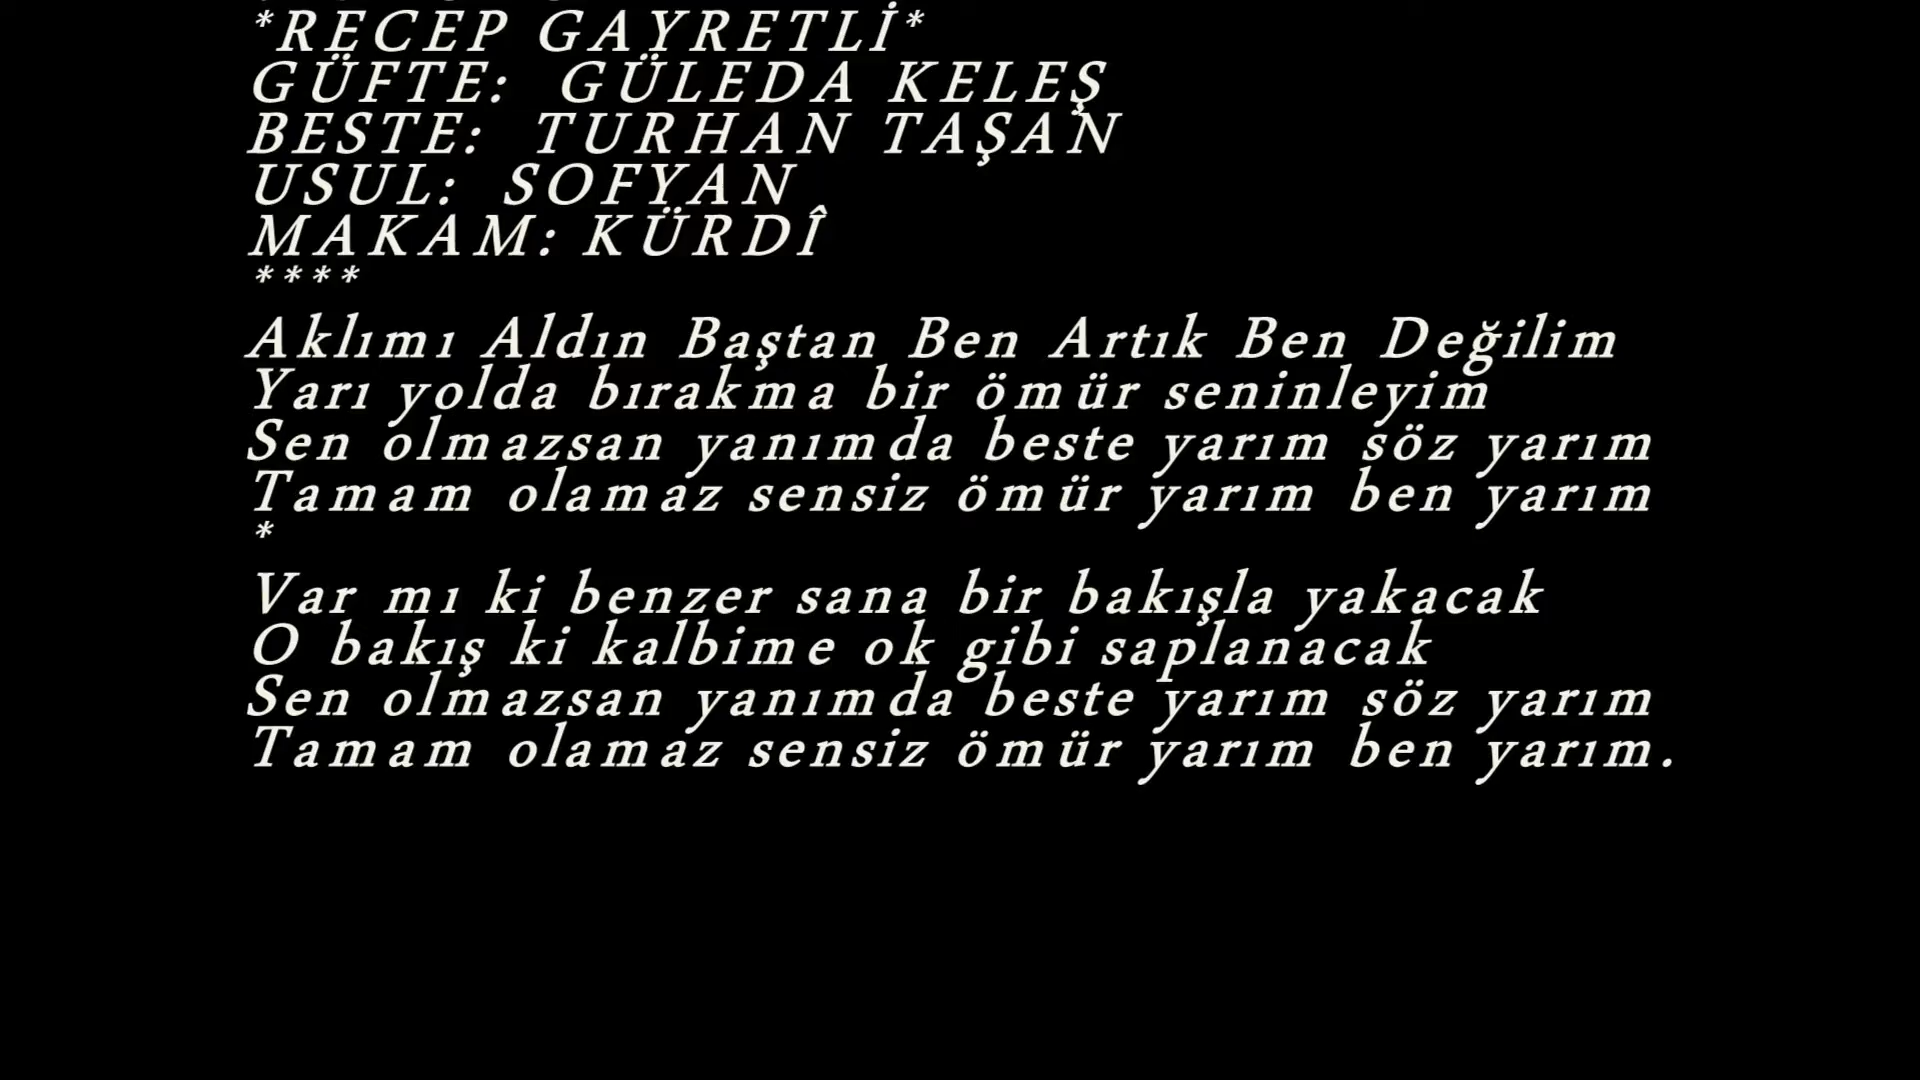 *RECEP GAYRETLİ*
GÜFTE: GÜLEDA KELEŞ
BESTE: TURHAN TAŞAN
USUL: SOFYAN
MAKAM: KÜRDÎ
****
Aklımı Aldın Baştan Ben Artık Ben Değilim
Yarı yolda bırakma bir ömür seninleyim
Sen olmazsan yanımda beste yarım söz yarım
Tamam olamaz sensiz ömür yarım ben yarım
*
Var mı ki benzer sana bir bakışla yakacak
O bakış ki kalbime ok gibi saplanacak
Sen olmazsan yanımda beste yarım söz yarım
Tamam olamaz sensiz ömür yarım ben yarım.